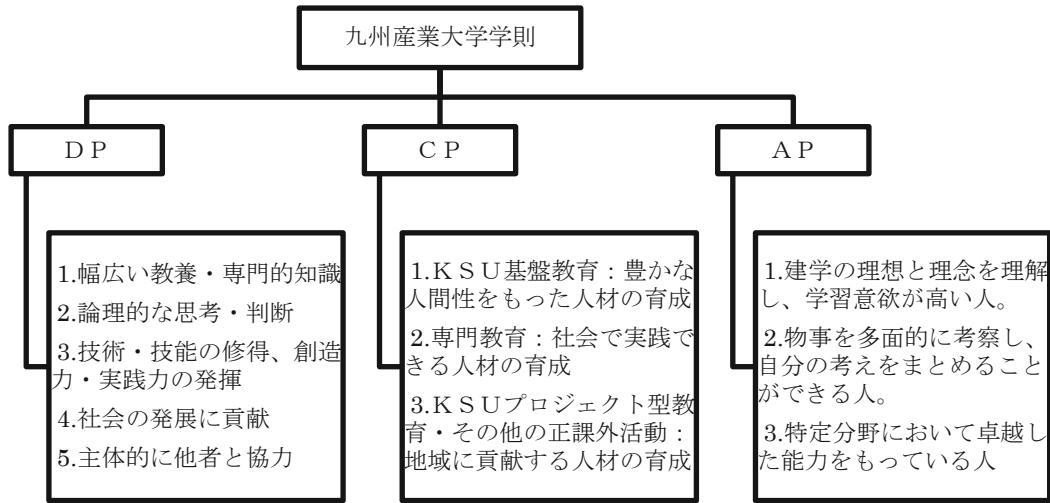 九州産業大学学則
ＤＰ
ＣＰ
ＡＰ
1.幅広い教養・専門的知識
2.論理的な思考・判断
3.技術・技能の修得、創造
力・実践力の発揮
4.社会の発展に貢献
5.主体的に他者と協力
1.ＫＳＵ基盤教育：豊かな
人間性をもった人材の育成
2.専門教育：社会で実践で
きる人材の育成
3.ＫＳＵプロジェクト型教
育・その他の正課外活動：
地域に貢献する人材の育成
1.建学の理想と理念を理解
し、学習意欲が高い人。
2.物事を多面的に考察し、
自分の考えをまとめること
ができる人。
3.特定分野において卓越し
た能力をもっている人